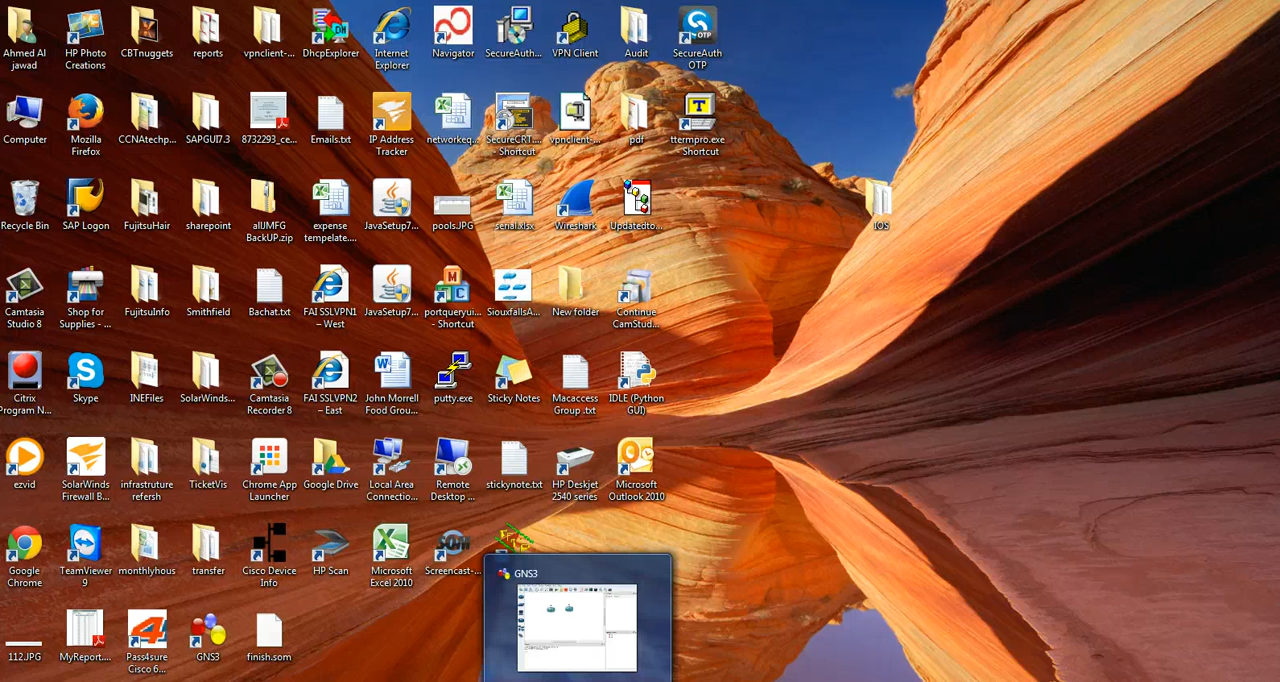 Ahmed Al
jawad
HP Photo
Creations
CBTnuggets
reports
vpnclient-...
DhcpExplorer
Internet
Explorer
Navigator
SecureAuth...
VPN Client
Audit
SecureAuth
OTP
Computer
Mozilla
Firefox
CCNAtechp...
SAPGUI7.3
8732293_ce...
Emails.txt
IP Address
Tracker
networkeq...
SecureCRT....
- Shortcut
vpnclient-...
pdf
ttermpro.exe
Shortcut
Recycle Bin
SAP Logon
FujitsuHair
sharepoint
allJMFG
BackUP.zip
expense
tempelate....
JavaSetup7...
pools.JPG
serial.xlsx
Wireshark
Updatedto...
IOS
Camtasia
Studio 8
Shop for
Supplies - ...
FujitsuInfo
Smithfield
Bachat.txt
FAI SSLVPN1
– West
JavaSetup7...
portqueryui...
- Shortcut
SiouxfallsA...
New folder
Continue
CamStud...
Citrix
Program N...
Skype
INEFiles
SolarWinds...
Camtasia
Recorder 8
FAI SSLVPN2
– East
John Morrell
Food Grou...
putty.exe
Sticky Notes
Macaccess
Group .txt
IDLE (Python
GUI)
ezvid
SolarWinds
Firewall B...
infrastruture
refersh
TicketVis
Chrome App
Launcher
Google Drive
Local Area
Connectio...
Remote
Desktop ...
stickynote.txt
HP Deskjet
2540 series
Microsoft
Outlook 2010
Google
Chrome
TeamViewer
9
monthlyhous
transfer
Cisco Device
Info
HP Scan
Microsoft
Excel 2010
Screencast-...
GNS3
112.JPG
MyReport....
Pass4sure
Cisco 6...
GNS3
finish.som